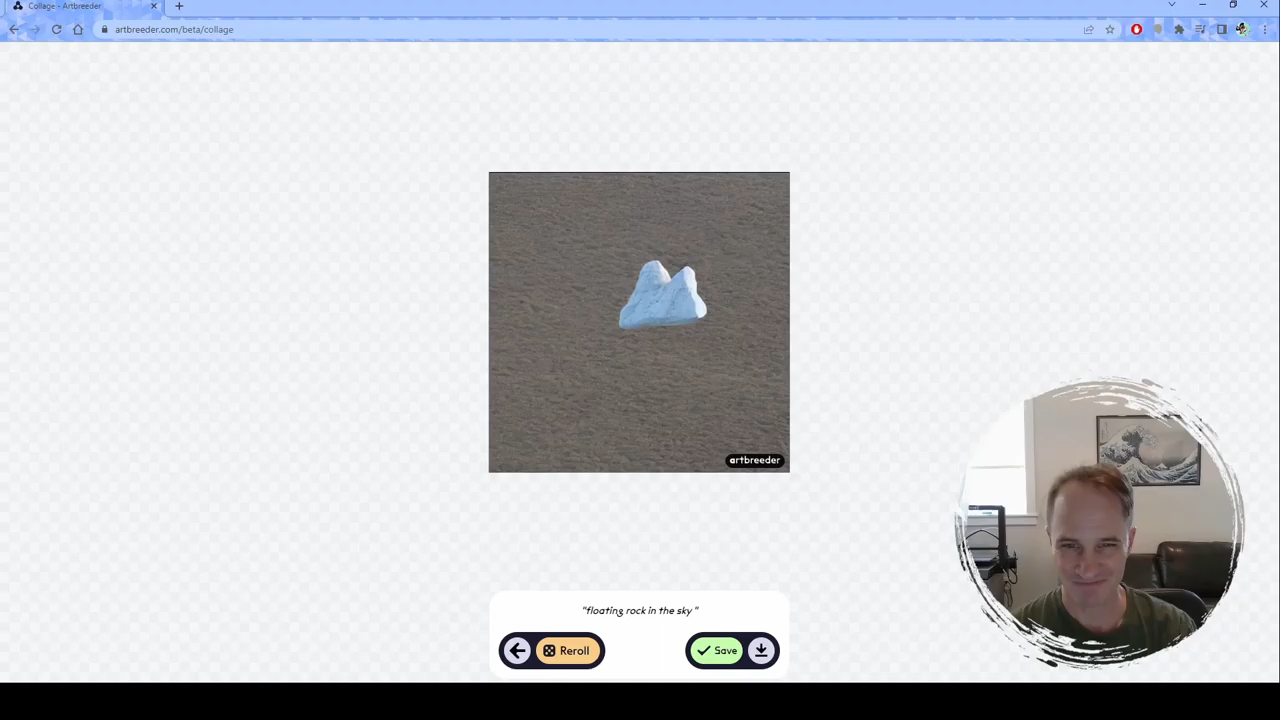 Collage - Artbreeder
artbreeder.com/beta/collage
artbreeder
"floating rock in the sky "
Reroll
Save